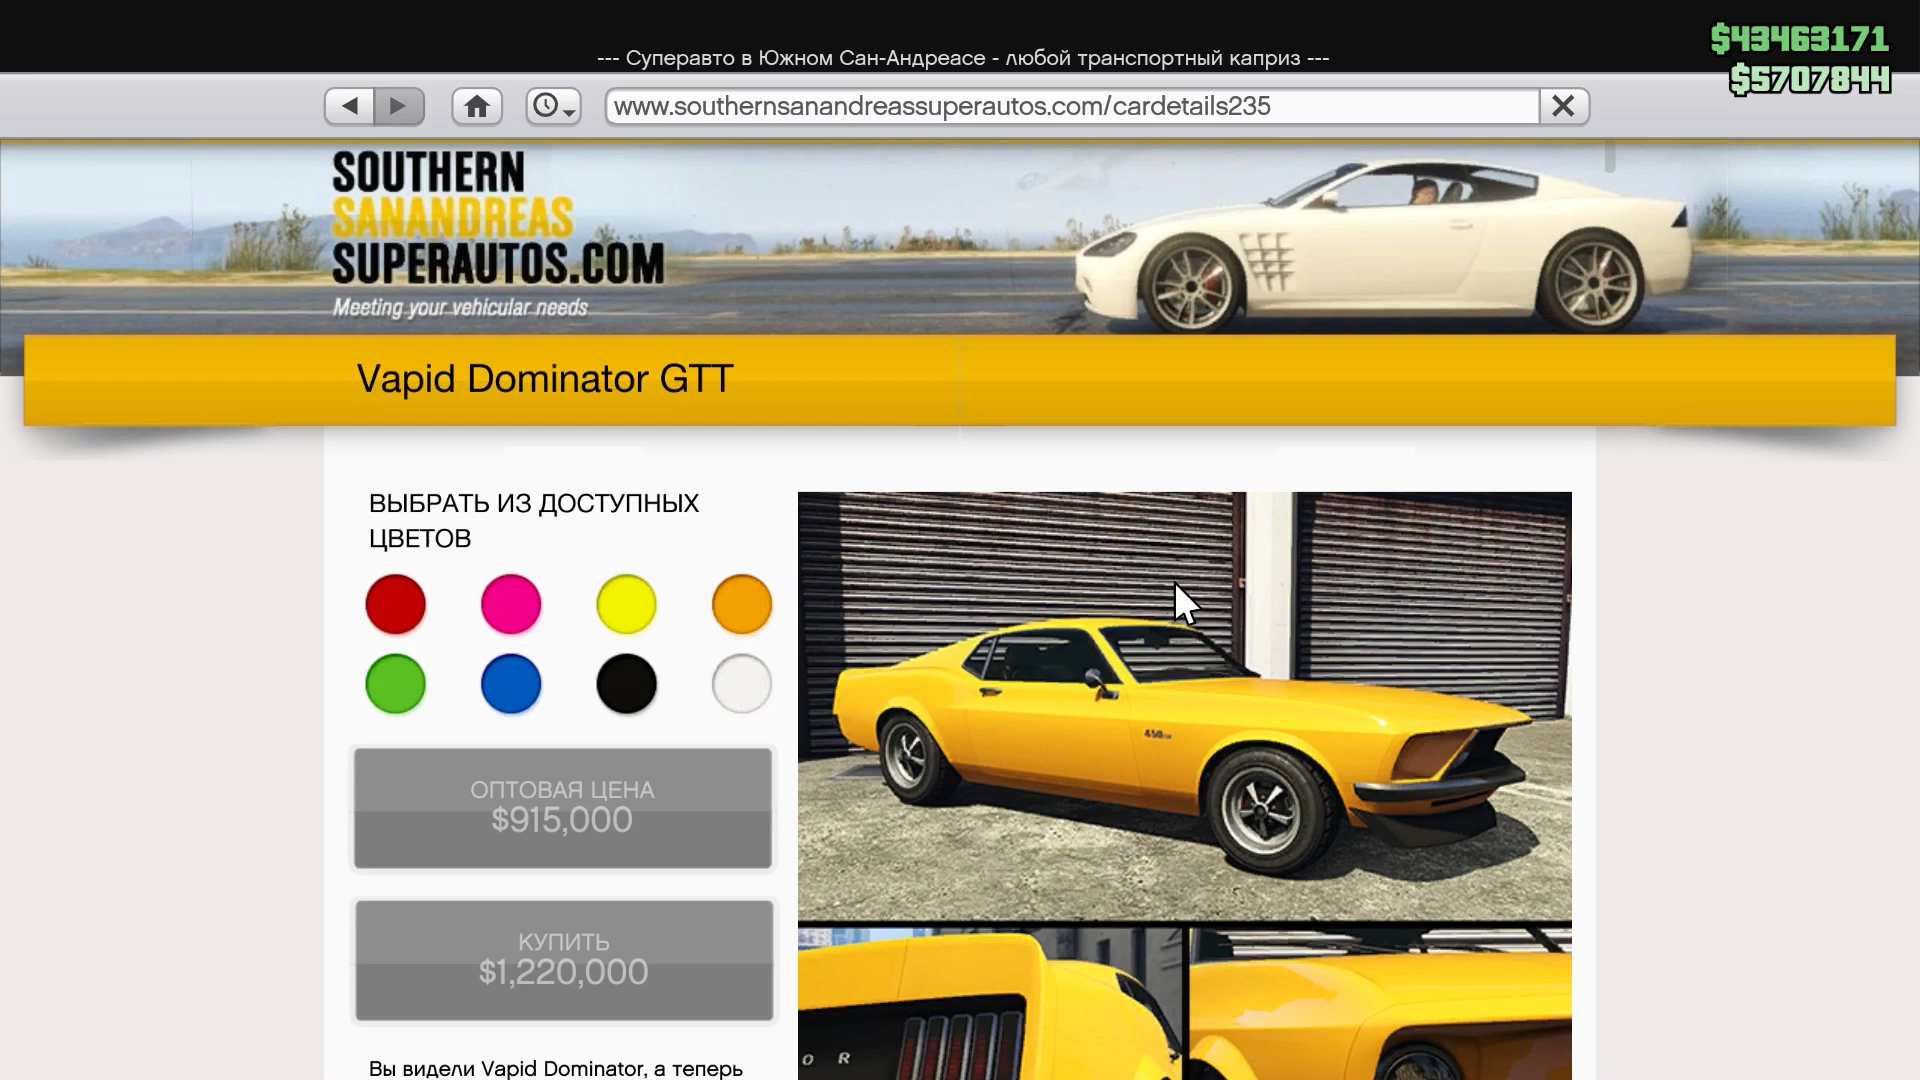 --- Суперавто в Южном Сан-Андреасе - любой транспортный каприз ---
$43463171
$5707844
www.southernsanandreassuperautos.com/cardetails235
SOUTHERN
SANANDREAS
SUPERAUTOS.COM
Meeting your vehicular needs
Vapid Dominator GTT
ВЫБРАТЬ ИЗ ДОСТУПНЫХ
ЦВЕТОВ
ОПТОВАЯ ЦЕНА
$915,000
КУПИТЬ
$1,220,000
Вы видели Vapid Dominator, а теперь
450
O R